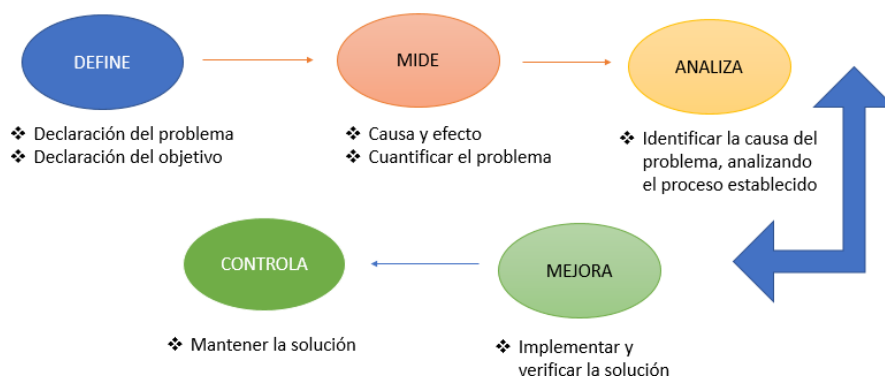 DEFINE
MIDE
ANALIZA
❖ Declaración del problema
❖ Declaración del objetivo
❖ Causa y efecto
❖ Cuantificar el problema
❖ Identificar la causa del
problema, analizando
el proceso establecido
CONTROLA
MEJORA
❖ Mantener la solución
❖ Implementar y
verificar la solución